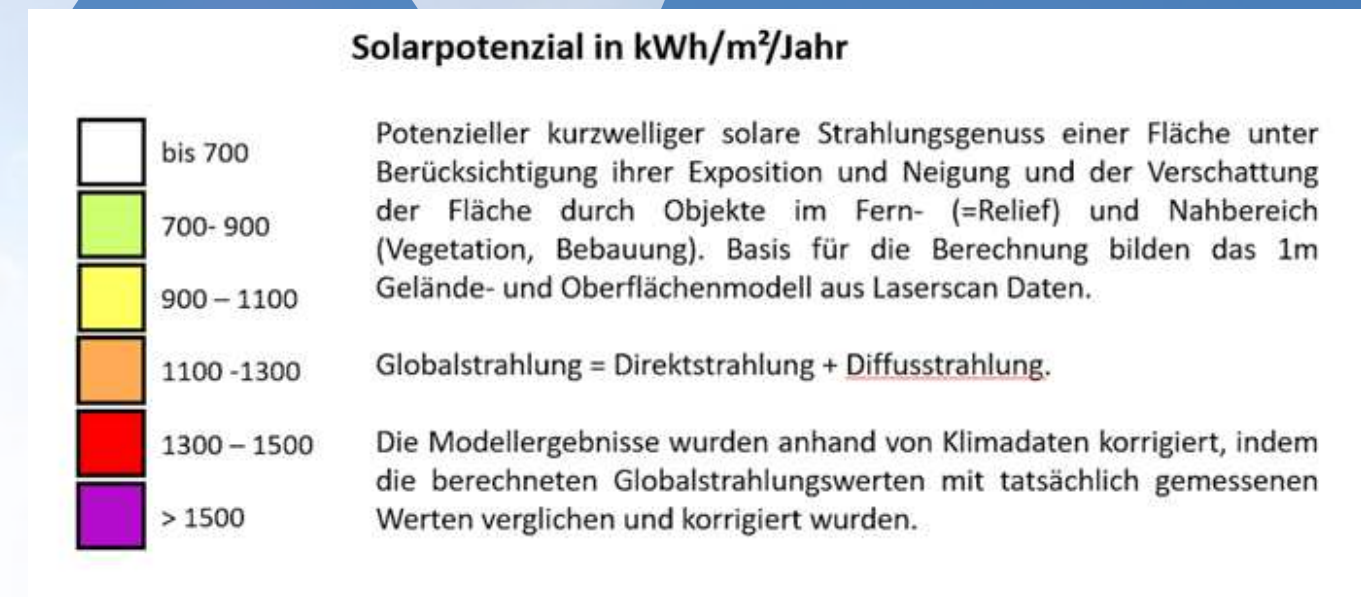 Solarpotenzial in kWh/m²/Jahr
bis 700
700- 900
900 – 1100
1100 -1300
1300 – 1500
> 1500
Potenzieller kurzwelliger solare Strahlungsgenuss einer Fläche unter
Berücksichtigung ihrer Exposition und Neigung und der Verschattung
der Fläche durch Objekte im Fern- (=Relief) und Nahbereich
(Vegetation, Bebauung). Basis für die Berechnung bilden das 1m
Gelände- und Oberflächenmodell aus Laserscan Daten.
Globalstrahlung = Direktstrahlung + Diffusstrahlung.
Die Modellergebnisse wurden anhand von Klimadaten korrigiert, indem
die berechneten Globalstrahlungswerten mit tatsächlich gemessenen
Werten verglichen und korrigiert wurden.